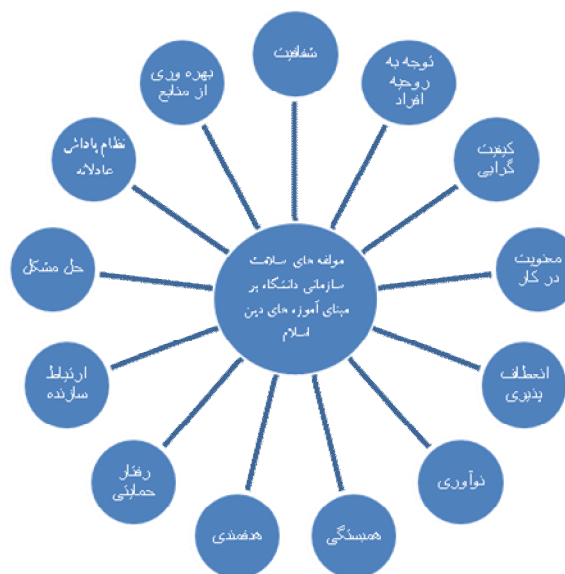 شفافیت
توجه به
روحیه
افراد
کیفیت
گرایی
معنویت
در کار
انعطاف
پذیری
نوآوری
همبستگی
هدفمندی
رفتار
حمایتی
ارتباط
سازنده
حل مشکل
نظام پاداش
عادلانه
بهره وری
از منابع
مولفه های سلامت
سازمانی دانشگاه بر
مبنای آموزه های دین
اسلام